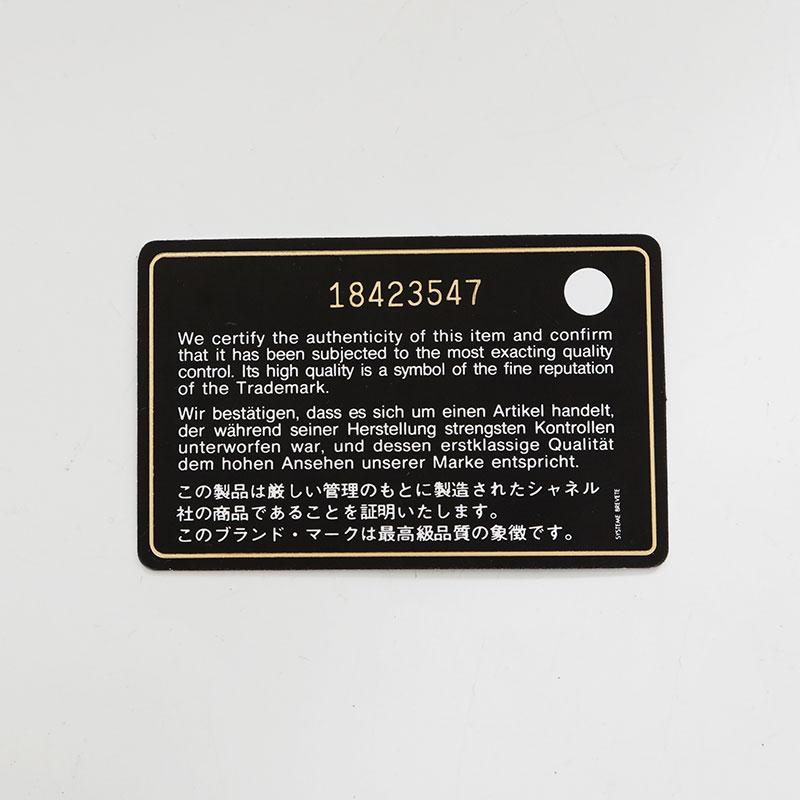 18423547
We certify the authenticity of this item and confirm
that it has been subjected to the most exacting quality
control. Its high quality is a symbol of the fine reputation
of the Trademark.
Wir bestätigen, dass es sich um einen Artikel handelt,
der während seiner Herstellung strengsten Kontrollen
unterworfen war, und dessen erstklassige Qualität
dem hohen Ansehen unserer Marke entspricht.
この製品は厳しい管理のもとに製造されたシャネル
社の商品であることを証明いたします。
このブランド・マークは最高級品質の象徴です。
SYSTEME BREVETE